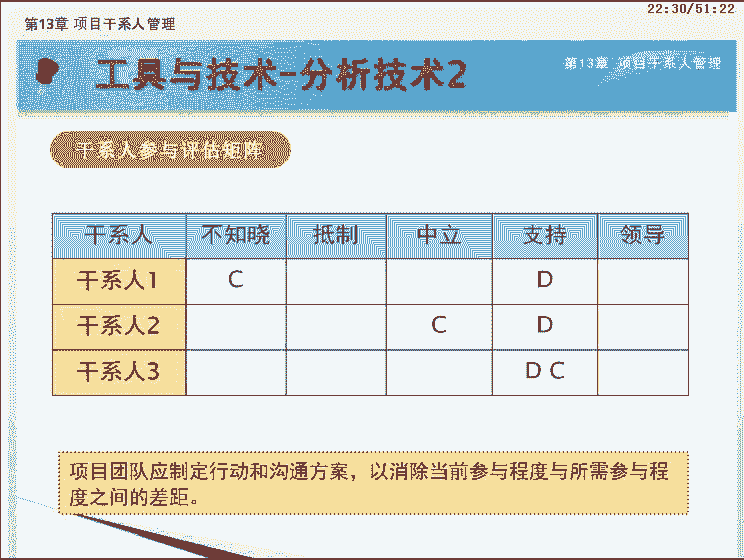 22:30/51:22
第13章 项目干系人管理
工具与技术-分析技术2
第13章 项目干系人管理
干系人参与评估矩阵
干系人 不知晓 抵制 中立 支持 领导
干系人1 C D
干系人2 C D
干系人3 D C
项目团队应制定行动和沟通方案，以消除当前参与程度与所需参与程
度之间的差距。